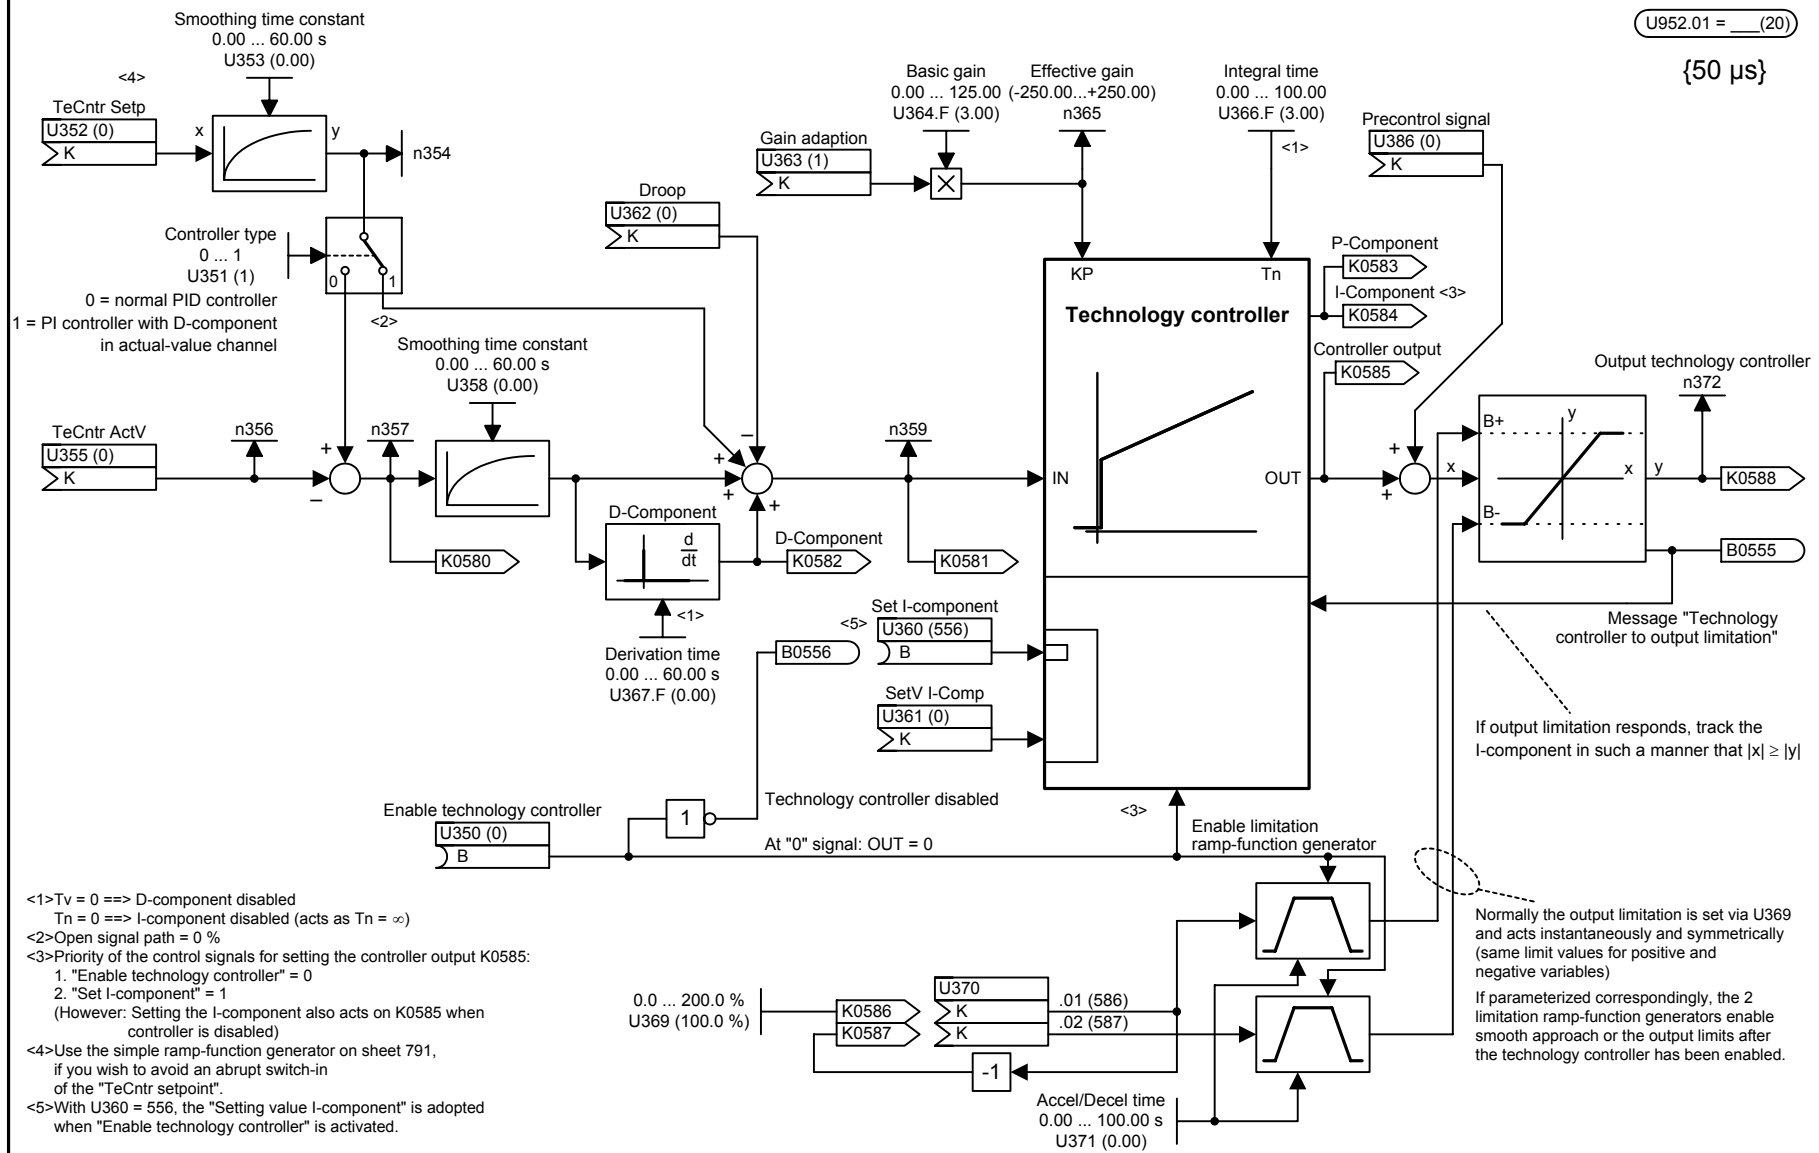 U952.01 = ___(20)
{50 µs}
Smoothing time constant
0.00 ... 60.00 s
U353 (0.00)
<4>
TeCntr Setp
U352 (0)
K
x
y
n354
Controller type
0 ... 1
U351 (1)
0
1
0 = normal PID controller
1 = PI controller with D-component
in actual-value channel
<2>
Droop
U362 (0)
K
Gain adaption
U363 (1)
K
Basic gain
0.00 ... 125.00
U364.F (3.00)
Effective gain
(-250.00...+250.00)
n365
Integral time
0.00 ... 100.00
U366.F (3.00)
<1>
Precontrol signal
U386 (0)
K
KP
Tn
Technology controller
P-Component
K0583
I-Component <3>
K0584
Controller output
K0585
Output technology controller
n372
Smoothing time constant
0.00 ... 60.00 s
U358 (0.00)
TeCntr ActV
U355 (0)
K
n356
+
–
n357
+
–
+
+
n359
IN
OUT
+
+
x
B+
B-
y
x
y
K0588
B0555
K0580
D-Component
d
dt
<1>
D-Component
K0582
K0581
Derivation time
0.00 ... 60.00 s
U367.F (0.00)
B0556
<5>
Set I-component
U360 (556)
B
SetV I-Comp
U361 (0)
K
Message "Technology
controller to output limitation"
If output limitation responds, track the
I-component in such a manner that |x| ≥ |y|
Enable technology controller
U350 (0)
B
1
Technology controller disabled
At "0" signal: OUT = 0
<3>
Enable limitation
ramp-function generator
<1>Tv = 0 ==> D-component disabled
Tn = 0 ==> I-component disabled (acts as Tn = ∞)
<2>Open signal path = 0 %
<3>Priority of the control signals for setting the controller output K0585:
1. "Enable technology controller" = 0
2. "Set I-component" = 1
(However: Setting the I-component also acts on K0585 when
controller is disabled)
<4>Use the simple ramp-function generator on sheet 791,
if you wish to avoid an abrupt switch-in
of the "TeCntr setpoint".
<5>With U360 = 556, the "Setting value I-component" is adopted
when "Enable technology controller" is activated.
0.0 ... 200.0 %
U369 (100.0 %)
K0586
K0587
U370
K
K
.01 (586)
.02 (587)
-1
Accel/Decel time
0.00 ... 100.00 s
U371 (0.00)
Normally the output limitation is set via U369
and acts instantaneously and symmetrically
(same limit values for positive and
negative variables)
If parameterized correspondingly, the 2
limitation ramp-function generators enable
smooth approach or the output limits after
the technology controller has been enabled.